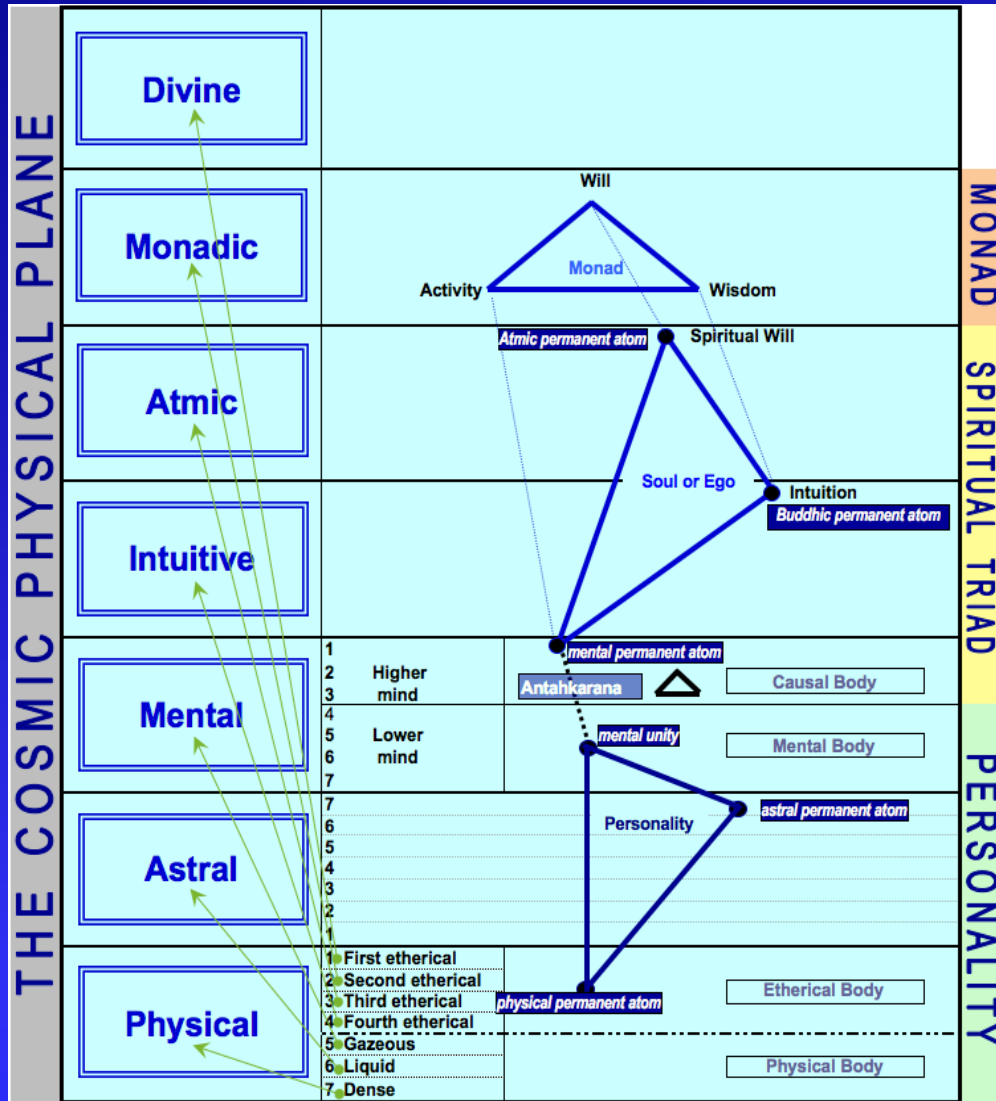 THE COSMIC PHYSICAL PLANE
Divine
Monadic
Will
Monad
Activity
Wisdom
MONAD
Atmic
Atmic permanent atom
Spiritual Will
Soul or Ego
Intuitive
Intuition
Buddhic permanent atom
SPIRITUAL TRIAD
Mental
1
2
3
Higher
mind
mental permanent atom
Antahkarana
Causal Body
4
5
6
7
Lower
mind
mental unity
Mental Body
Astral
7
6
5
4
3
2
1
astral permanent atom
Personality
PERSONALITY
Physical
1 First etherical
2 Second etherical
3 Third etherical
4 Fourth etherical
5 Gazeous
6 Liquid
7 Dense
physical permanent atom
Etherical Body
Physical Body